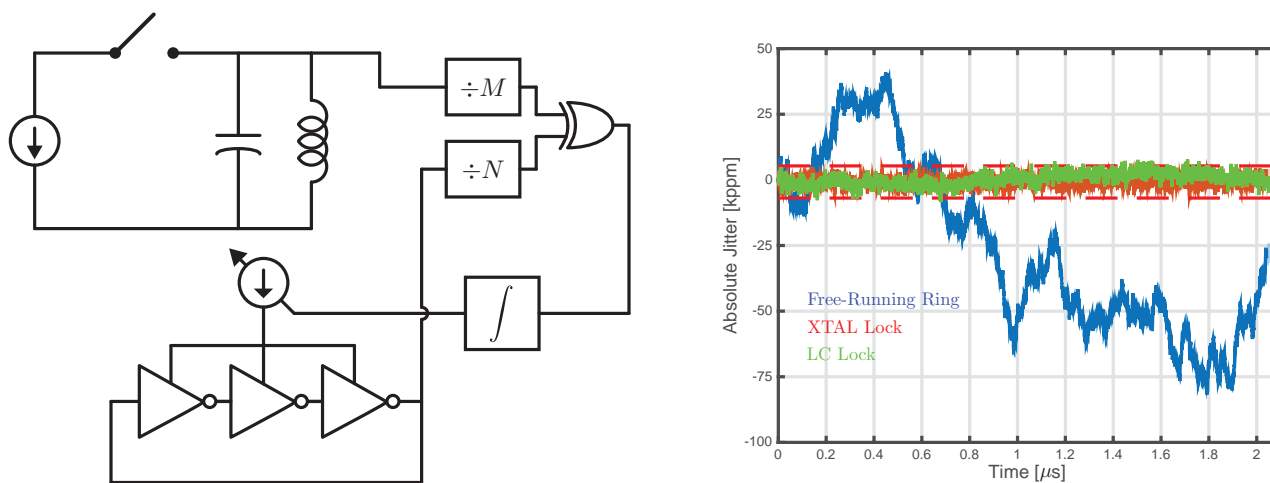 ÷M
÷N
∫
Absolute Jitter [kppm]
50
25
0
-25
-50
-75
-100
Free-Running Ring
XTAL Lock
LC Lock
0 0.2 0.4 0.6 0.8 1 1.2 1.4 1.6 1.8 2
Time [μs]